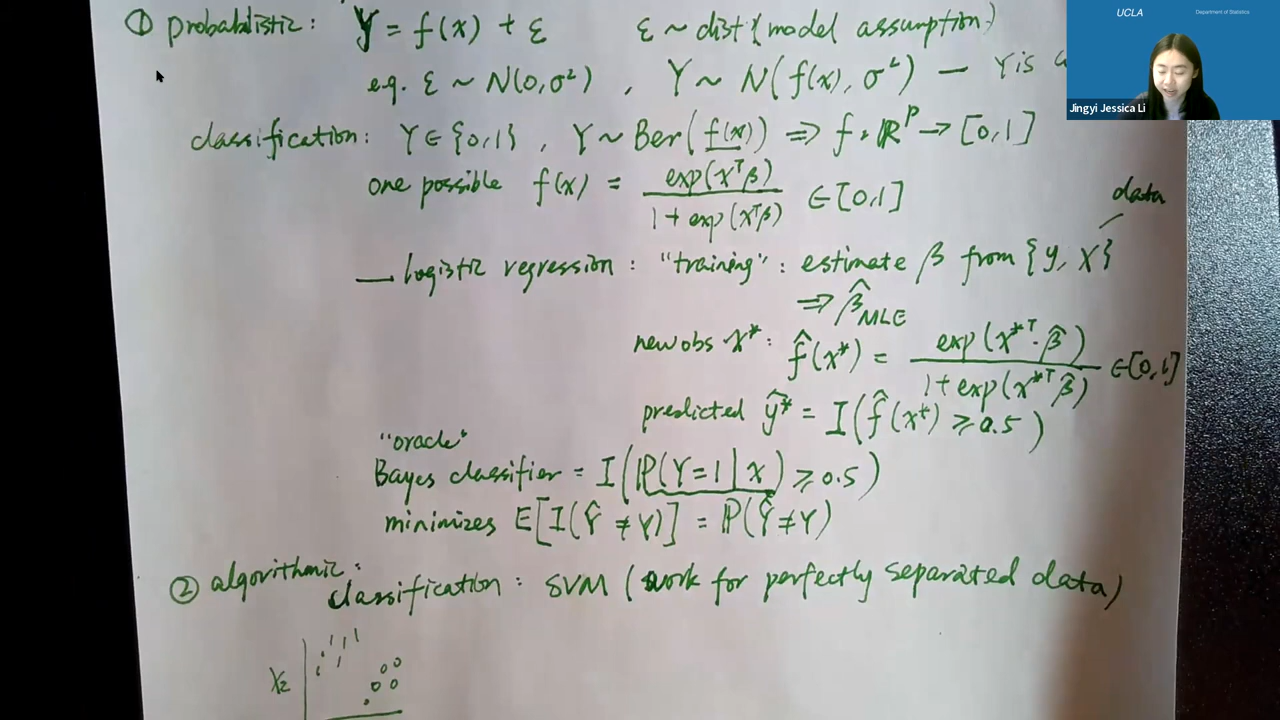 ① probabilistic: Y = f(x) + ε ε ~ dist (model assumption)
e.g. ε ~ N(0, σ²), Y ~ N(f(x), σ²) — Y is
classification: Y ∈ {0,1}, Y ~ Ber(f(x)) ⇒ f: ℝᴾ → [0,1]
one possible f(x) = exp(xᵀβ) / 1 + exp(xᵀβ) ∈ [0,1]
data
— logistic regression: "training": estimate β from {y, X}
⇒ β̂_MLE
new obs x*: f̂(x*) = exp(x*ᵀ·β̂) / 1 + exp(x*ᵀβ̂) ∈ [0,1]
predicted ŷ* = I(f̂(x*) ≥ 0.5)
"oracle"
Bayes classifier = I(ℙ(Y=1|x) ≥ 0.5)
minimizes E[I(Ŷ ≠ Y)] = ℙ(Ŷ ≠ Y)
② algorithmic:
classification: SVM (work for perfectly separated data)
X₂
UCLA
Department of Statistics
Jingyi Jessica Li